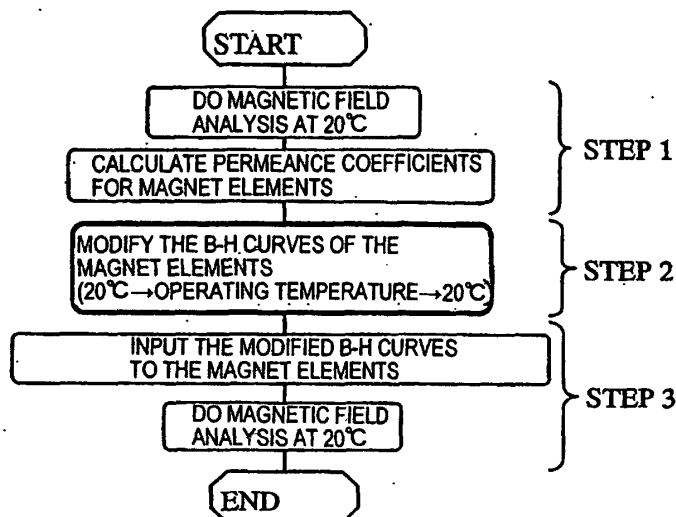 START
DO MAGNETIC FIELD
ANALYSIS AT 20℃
STEP 1
CALCULATE PERMEANCE COEFFICIENTS
FOR MAGNET ELEMENTS
MODIFY THE B-H CURVES OF THE
MAGNET ELEMENTS
(20℃→OPERATING TEMPERATURE→20℃)
STEP 2
INPUT THE MODIFIED B-H CURVES
TO THE MAGNET ELEMENTS
STEP 3
DO MAGNETIC FIELD
ANALYSIS AT 20℃
END